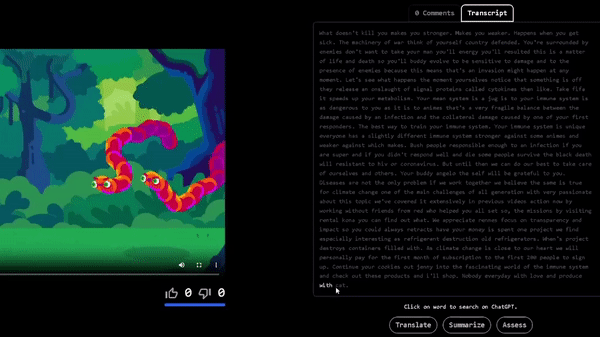 0 Comments
Transcript
What doesn't kill you makes you stronger. Makes you weaker. Happens when you get
sick. The machinery of war think of yourself country defended. You're surrounded by
enemies don't want to take your man you'll energy you'll resulted this is a matter
of life and death so you'll buddy evolve to be sensitive to damage and to the
presence of enemies because this means that's an invasion might happen at any
moment. Let's see what happens the moment yourselves notice that something is off
they release an onslaught of signal proteins called cytokines then like. Take fife
it speeds up your metabolism. Your mean system is a jug is to your immune system is
as dangerous to you as it is to that's a very fragile balance between the
damage caused by an infection and the collateral damage caused by one of your first
responders. The best way to train your immune system. Your immune system is unique
everyone has a slightly different immune system stronger against some and
weaker against which makes. Bush people responsible enough to an infection if you
are super and if you didn't respond well and die some people survive the black death
will resistant to his on coronavirus. But until then we can do our best to take care
of ourselves and others. Your buddy angole the self will be grateful to you.
Diseases are not the only problem if we work together we believe the same is true
for climate change one of the main challenges of all generation with very passionate
about this topic we've covered it extensively in previous videos action now by
working without friends from red who helped you all set so, the missions by visiting
rental kona you can find out what. We appreciate renses focus on transparency and
impact so you could always retracts have your money is spent one project we find
especially interesting as refrigerant destruction old refrigerators. When's project
destroys containers filled with. As climate change is close to our heart we will
personally pay for the first month of subscription to the first 200 people to sign
up. Continue your cookies out jonny into the fascinating world of the immune system
and check out these products and i'll shop. Nobody everyday with love and produce
with cat.
0 0
Click on word to search on ChatGPT.
Translate Summarize Assess